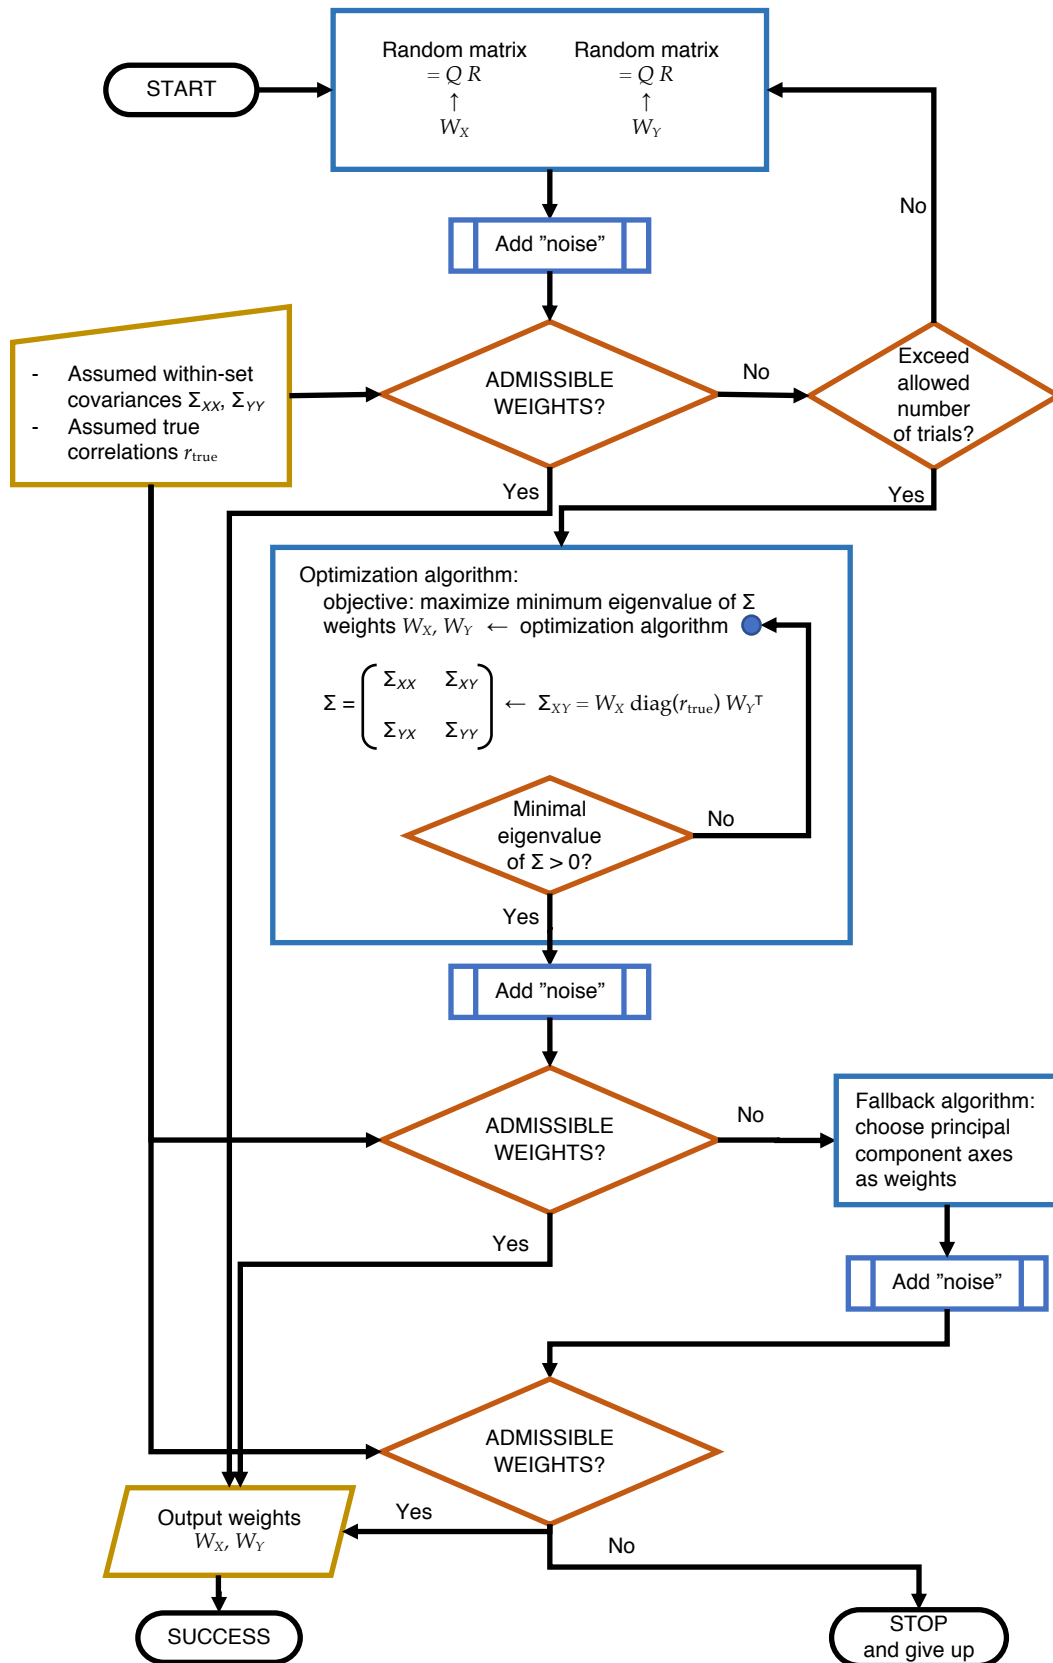 START
Random matrix
= Q R
↑
W_X
Random matrix
= Q R
↑
W_Y
No
Add ”noise”
- Assumed within-set
covariances Σ_XX, Σ_YY
- Assumed true
correlations r_true
ADMISSIBLE
WEIGHTS?
No
Exceed
allowed
number
of trials?
Yes
Yes
Optimization algorithm:
objective: maximize minimum eigenvalue of Σ
weights W_X, W_Y ← optimization algorithm
Σ_XX Σ_XY
Σ = ← Σ_XY = W_X diag(r_true) W_Y^T
Σ_YX Σ_YY
Minimal
eigenvalue
of Σ > 0?
No
Yes
Add ”noise”
ADMISSIBLE
WEIGHTS?
No
Fallback algorithm:
choose principal
component axes
as weights
Yes
Add ”noise”
ADMISSIBLE
WEIGHTS?
Yes
No
Output weights
W_X, W_Y
SUCCESS
STOP
and give up